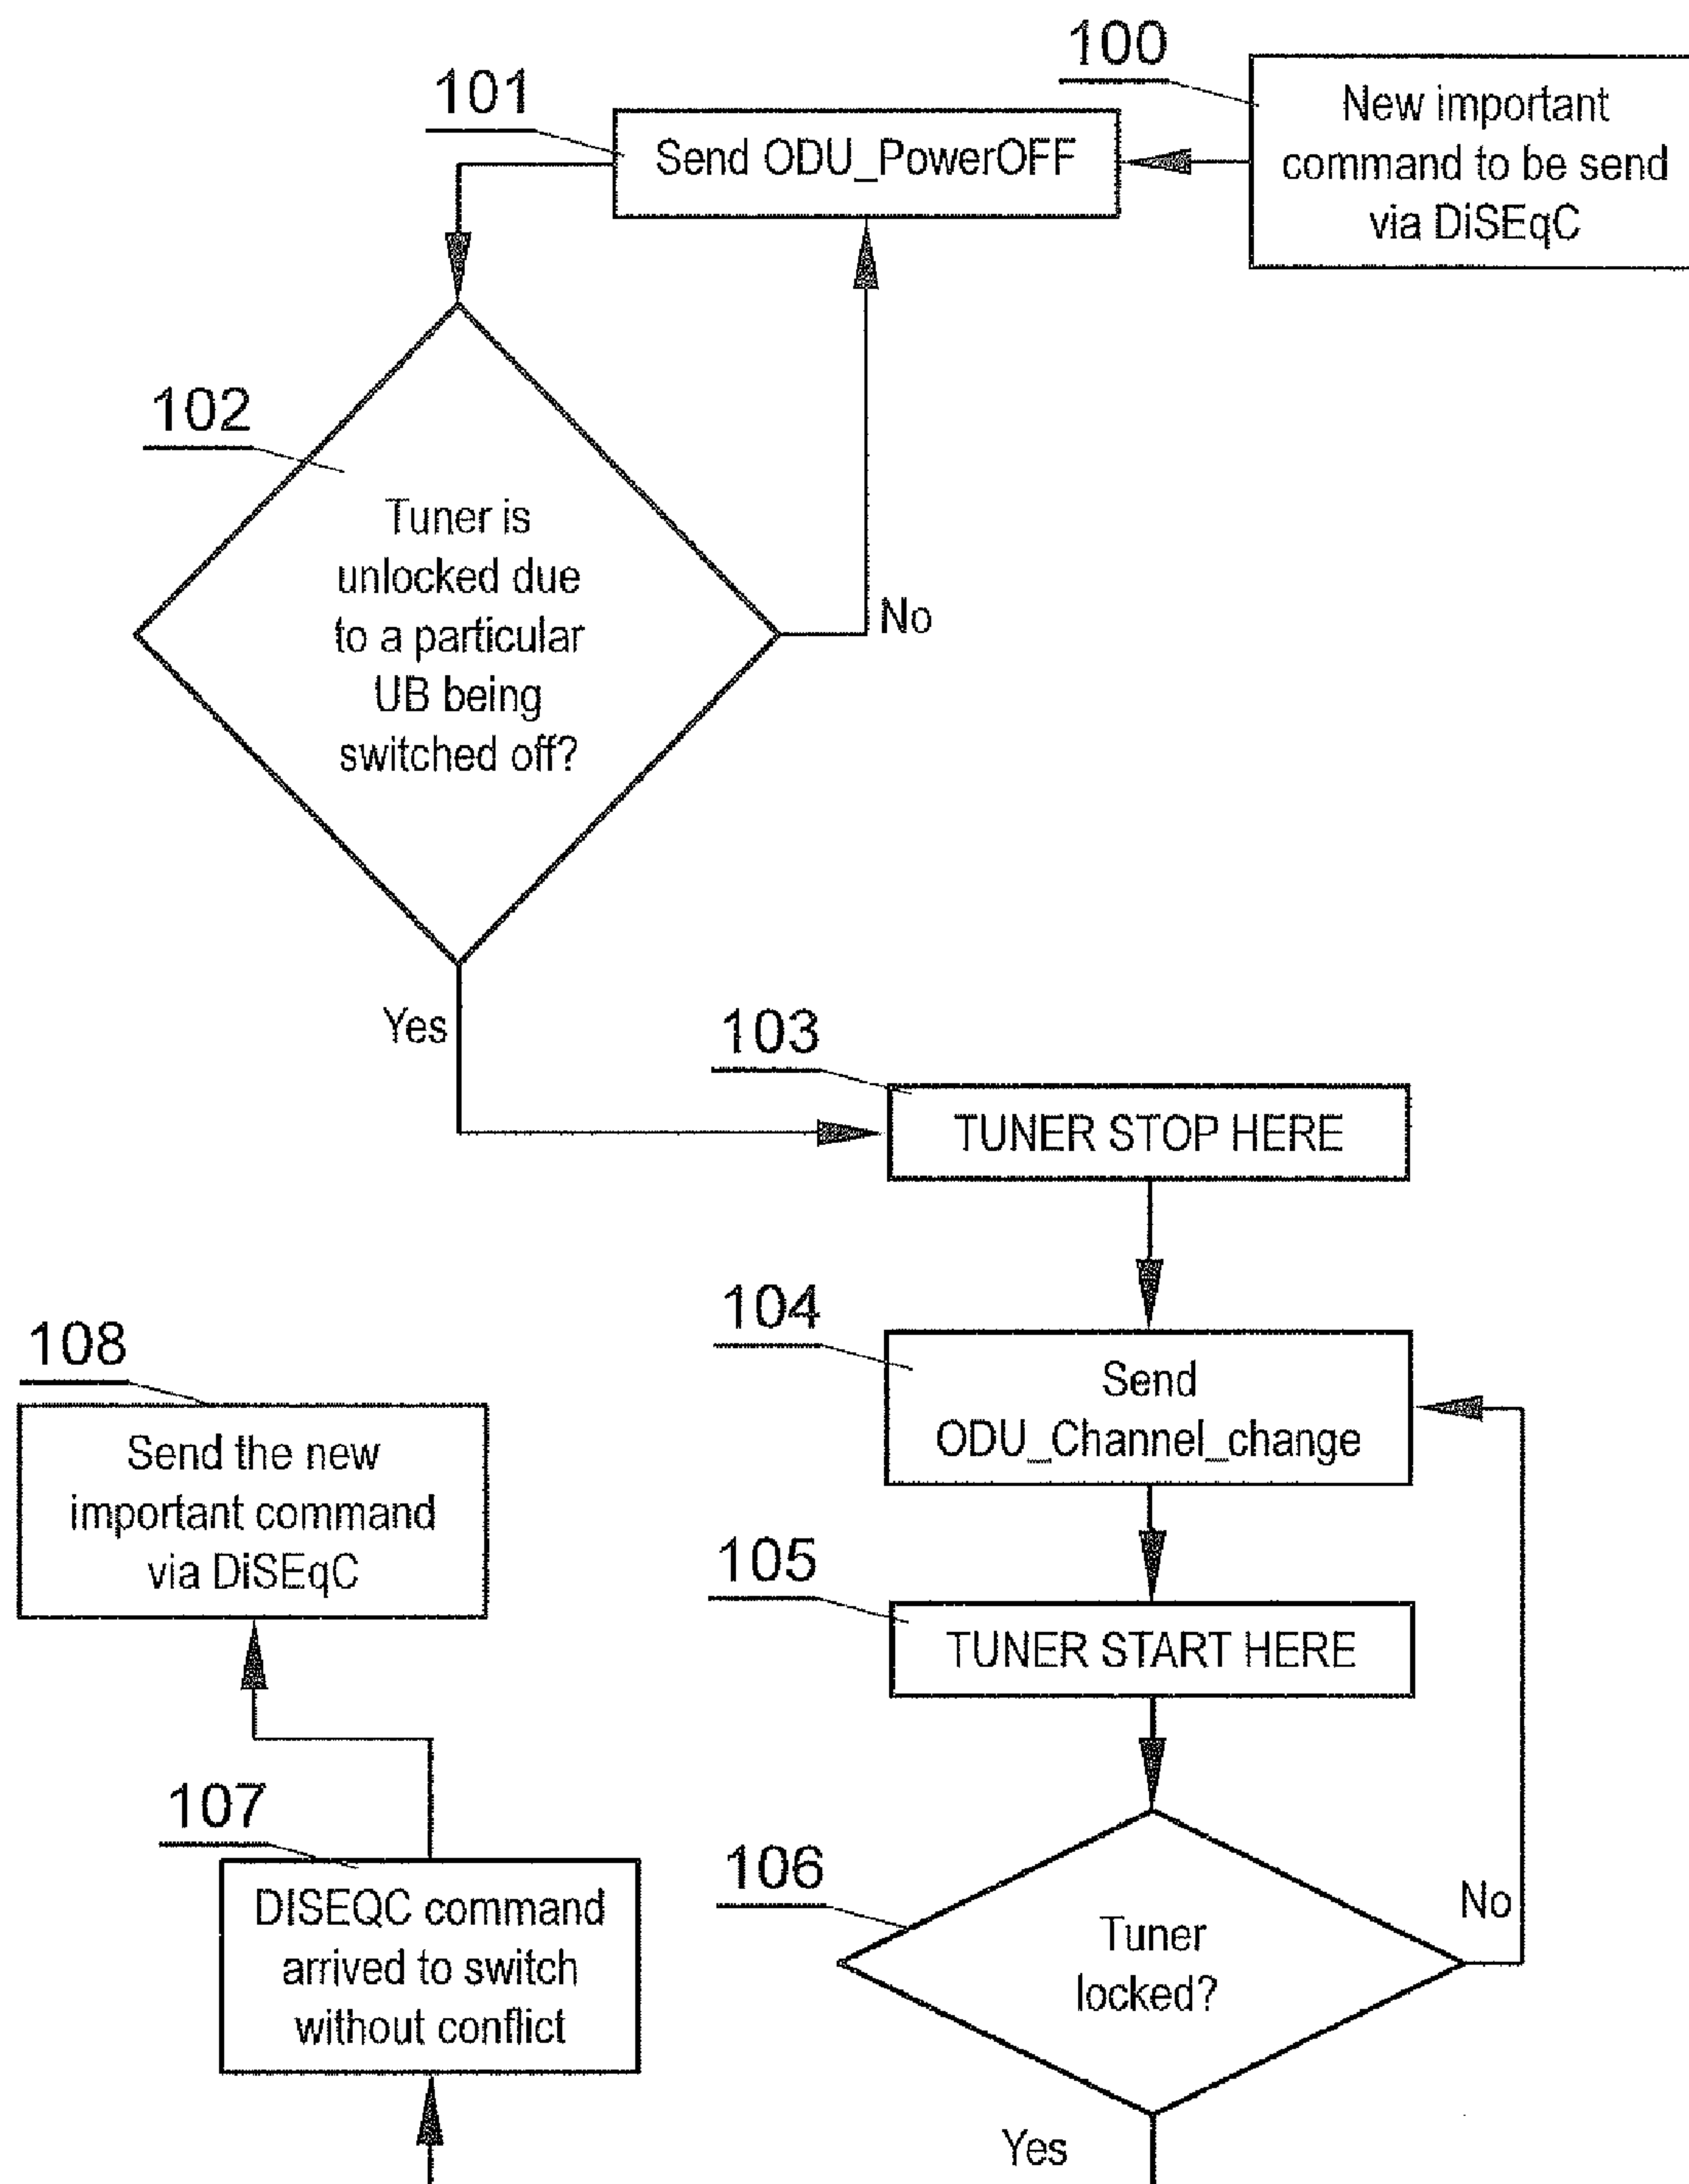 100
New important
command to be send
via DiSEqC
101
Send ODU_PowerOFF
102
Tuner is
unlocked due
to a particular
UB being
switched off?
No
Yes
103
TUNER STOP HERE
104
Send
ODU_Channel_change
105
TUNER START HERE
106
Tuner
locked?
No
Yes
107
DISEQC command
arrived to switch
without conflict
108
Send the new
important command
via DiSEqC